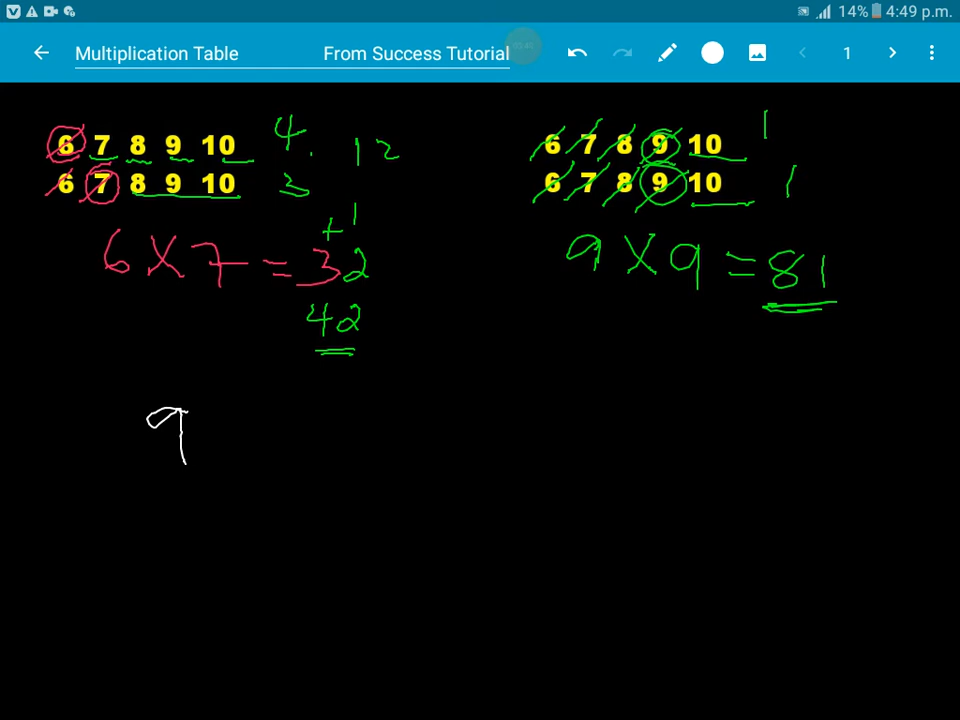 14% 4:49 p.m.
Multiplication Table From Success Tutorial
1
6 7 8 9 10 4
6 7 8 9 10 3
12
+1
6 X 7 = 32
42
6 7 8 9 10 1
6 7 8 9 10 1
9 X 9 = 81
9